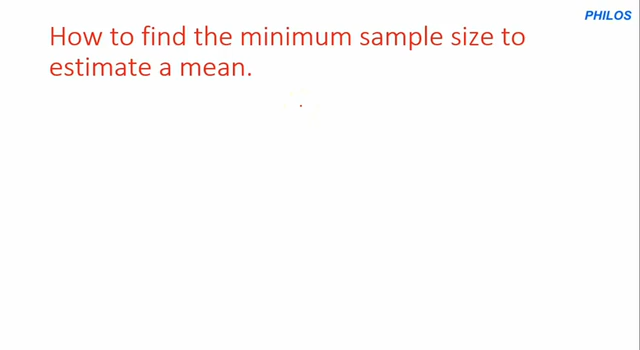 PHILOS
How to find the minimum sample size to
estimate a mean.